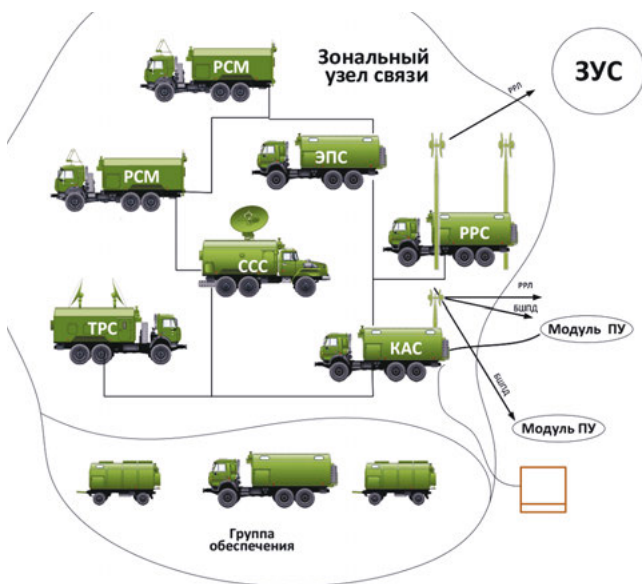 Зональный
узел связи
ЗУС
РРЛ
РСМ
РСМ
ЭПС
РРС
ССС
ТРС
КАС
РРЛ
БШПД
Модуль ПУ
БШПД
Модуль ПУ
Группа
обеспечения